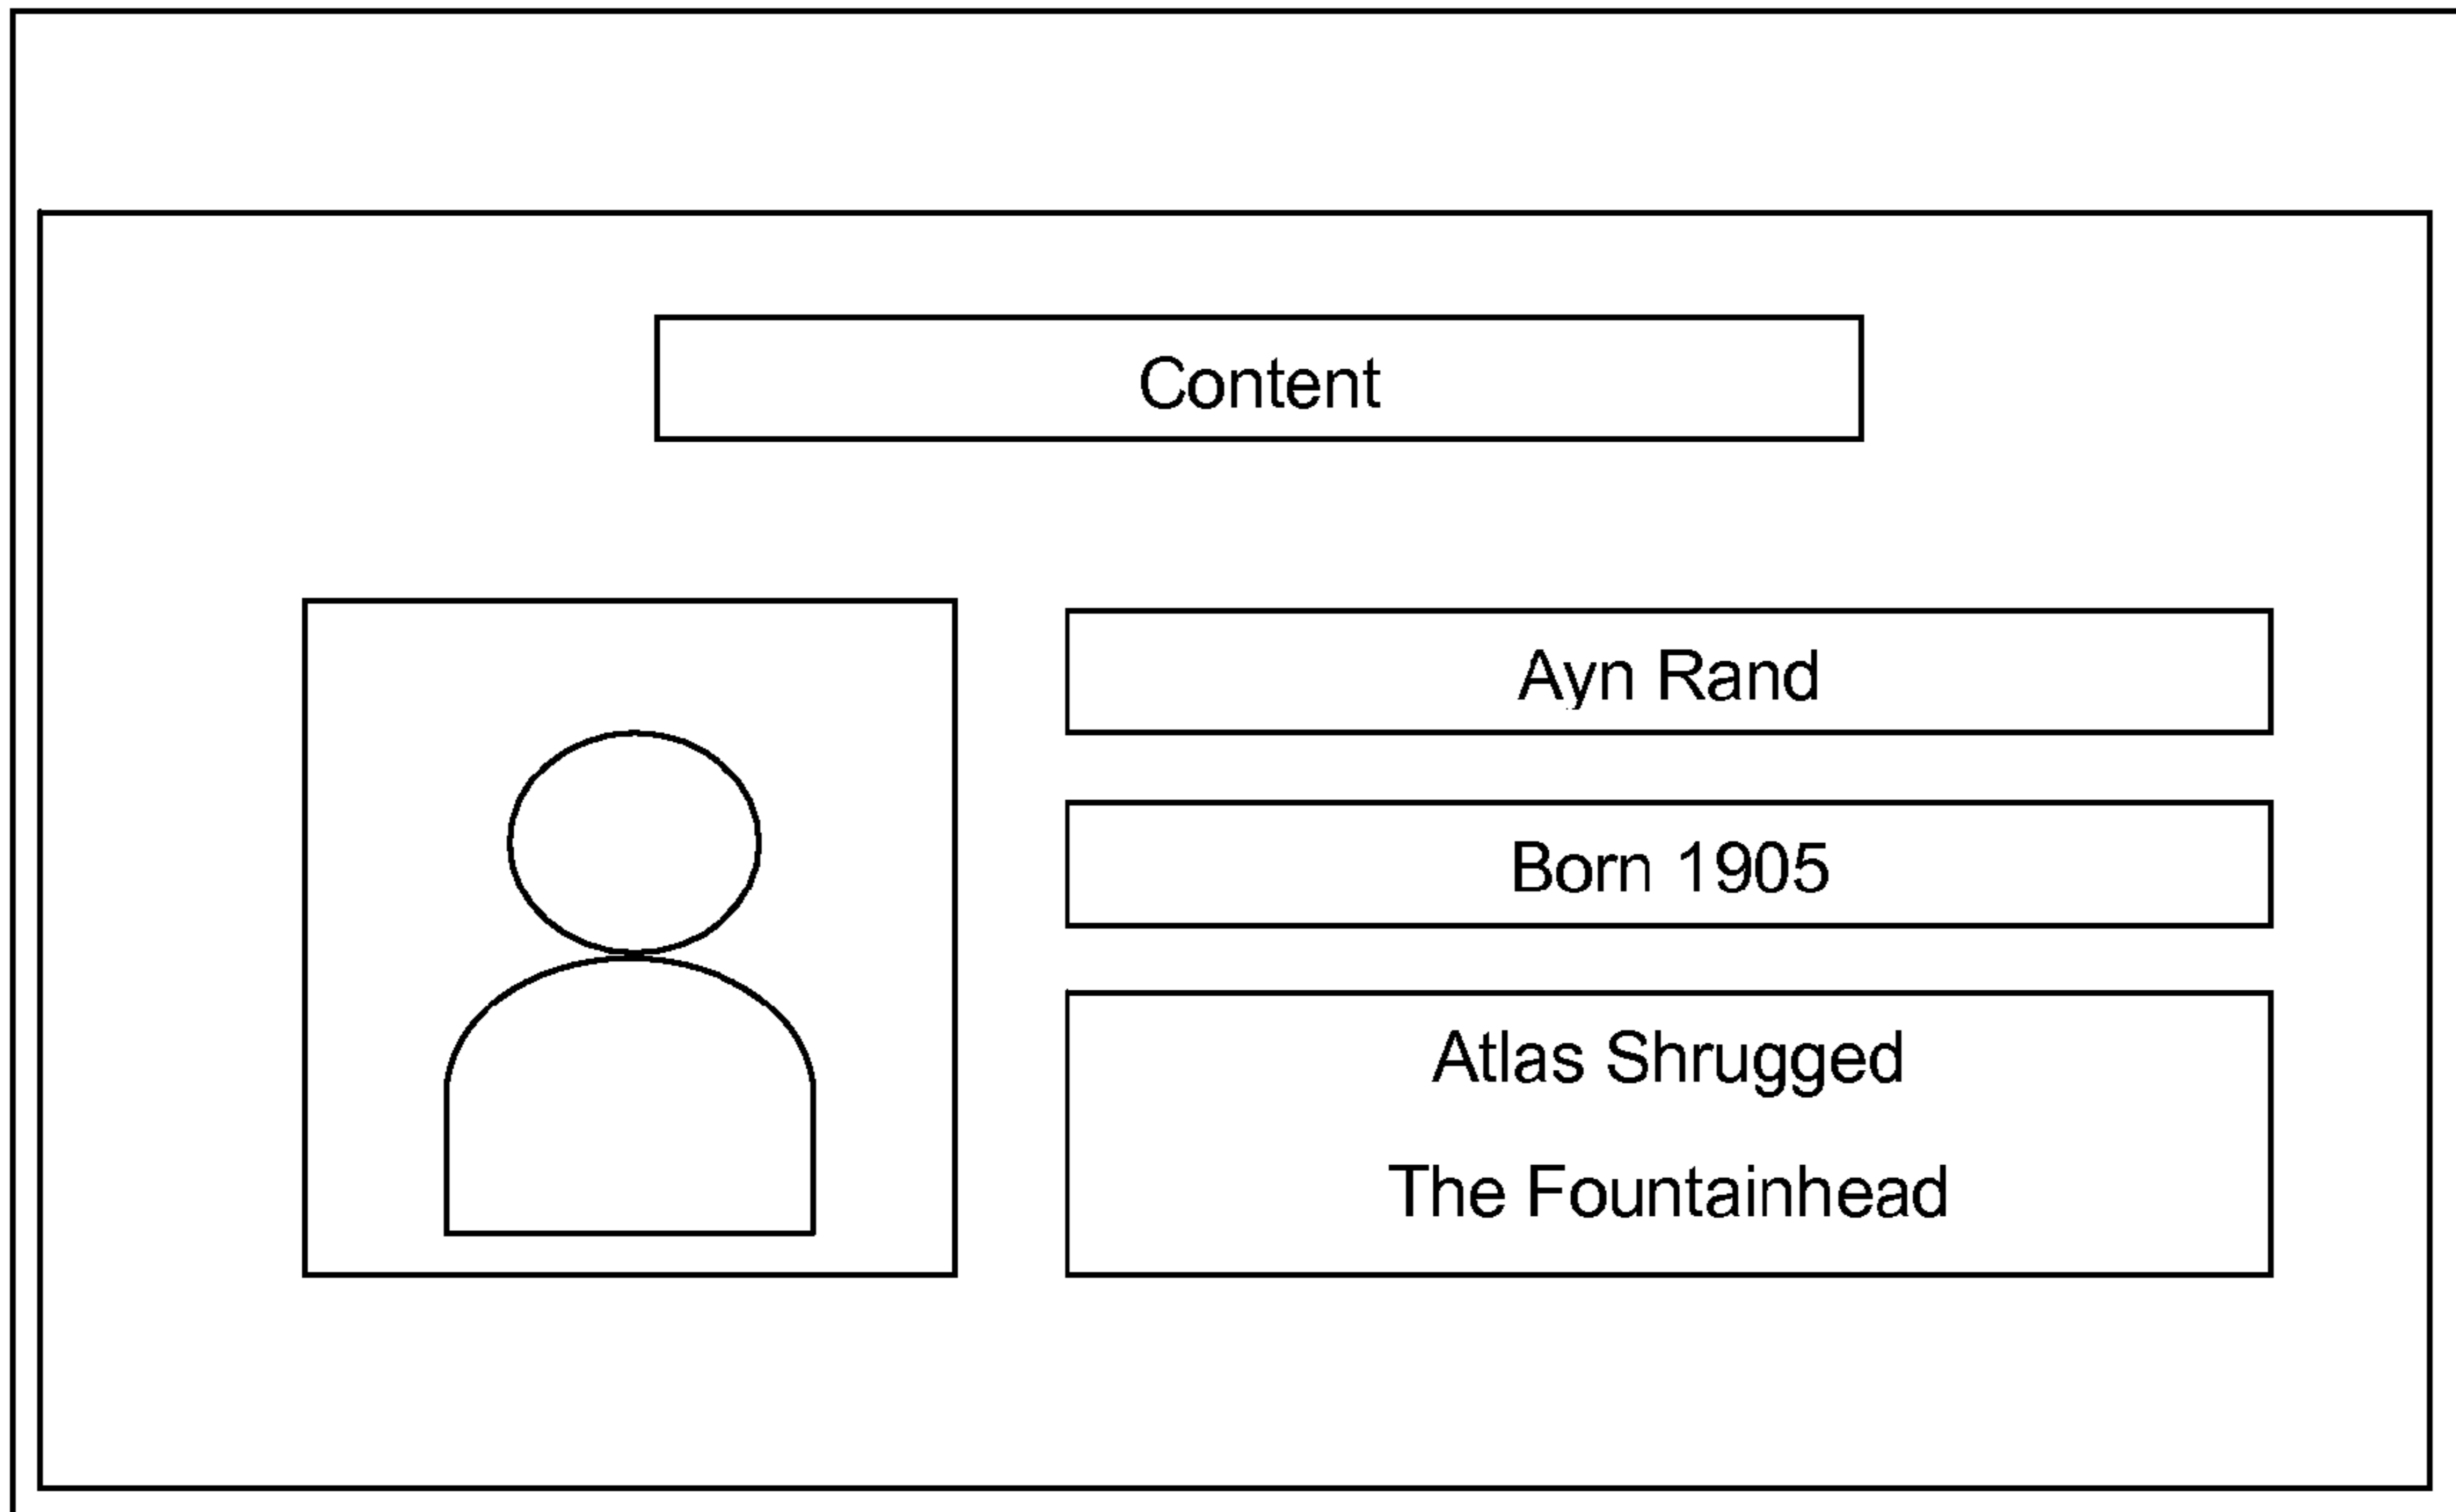 Content
Ayn Rand
Born 1905
Atlas Shrugged
The Fountainhead